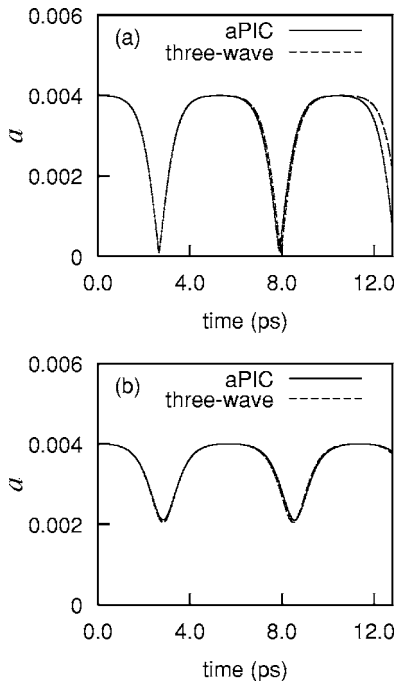 0.006
(a)
aPIC
three-wave
0.004
a
0.002
0
0.0 4.0 8.0 12.0
time (ps)
0.006
(b)
aPIC
three-wave
0.004
a
0.002
0
0.0 4.0 8.0 12.0
time (ps)